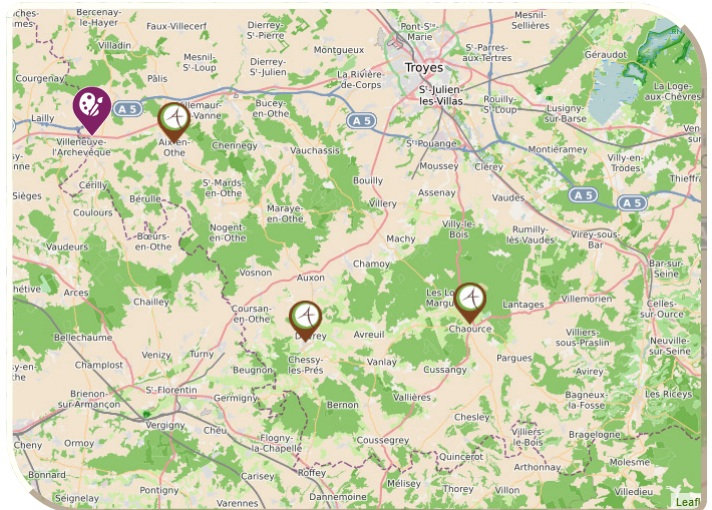 Bercenay-
le-Hayer
Faux-Villecerf
Dierrey-
St-Pierre
Pont-Ste-
Marie
Mesnil-
Sellières
Villadin
Montgueux
Mesnil-
St-Loup
Dierrey-
St-Julien
Troyes
St-Parres-
aux-Tertres
Géraudot
Courgenay
Pâlis
La Rivière-
de-Corps
St-Julien-
les-Villas
La Loge-
aux-Chèvres
Rouilly-
St-Loup
Lusigny-
sur-Barse
Lailly
A 5
Bucey-
en-Othe
A 5
Villeneuve-
l'Archevêque
Aix-en-
Othe
Chennegy
Vauchassis
St-Pouange
Moussey
Clérey
Montiéramey
Villy-en-
Trodes
Cérilly
St-Mards-
en-Othe
Bouilly
Assenay
Vaudes
A 5
A 5
Siéges
Bérulle
Coulours
Maraye-
en-Othe
Villery
Nogent-
en-Othe
Bœurs-
en-Othe
Villy-le-
Bois
Rumilly-
lès-Vaudes
Virey-sous-
Bar
Machy
Vaudeurs
Vosnon
Auxon
Chamoy
Bar-sur-
Seine
Arces
Chailley
Coursan-
en-Othe
Lantages
Villemorien
Celles-
sur-Ource
Chaource
Avreuil
Villiers-
sous-Praslin
Neuville-
sur-Seine
Bellechaume
Venizy
Turny
Chessy-
les-Prés
Vanlay
Cussangy
Pargues
Avirey
Champlost
Beugnon
Brienon-
sur-Armançon
St-Florentin
Germigny
Bernon
Vallières
Bagneux-
la-Fosse
Les Riceys
Chesley
Vergigny
Cheu
Flogny-
la-Chapelle
Coussegrey
Villiers-
le-Bois
Bragelogne
Cheny
Ormoy
Quincerot
Arthonnay
Molesme
Bonnard
Pontigny
Carisey
Roffey
Mélisey
Thorey
Villon
Villedieu
Seignelay
Varennes
Dannemoine
Leafl